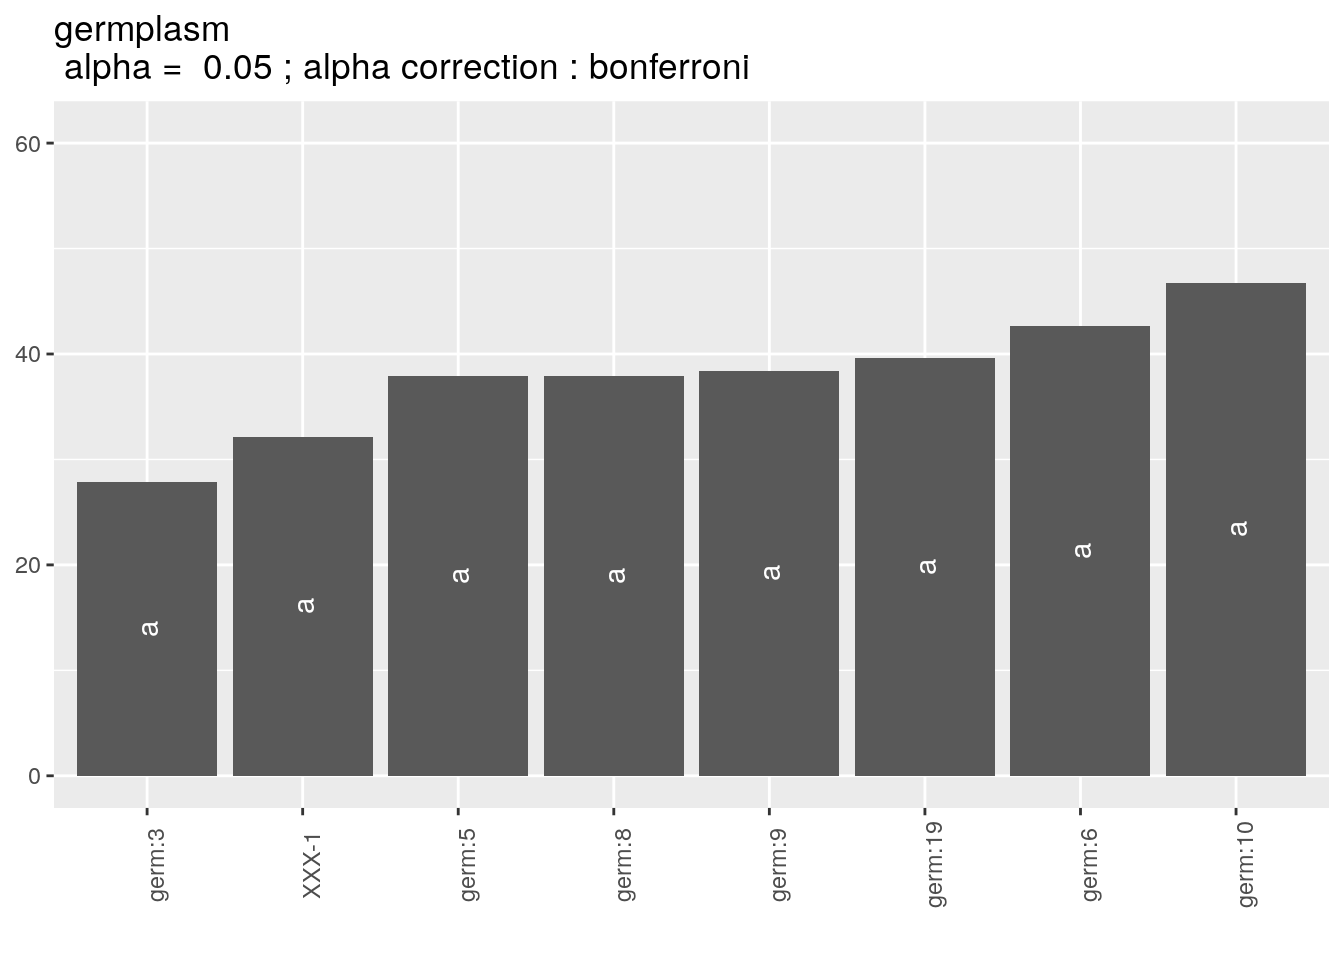 germplasm
alpha =  0.05 ; alpha correction : bonferroni
60
40
20
0
a
a
a
a
a
a
a
a
germ:3
XXX-1
germ:5
germ:8
germ:9
germ:19
germ:6
germ:10